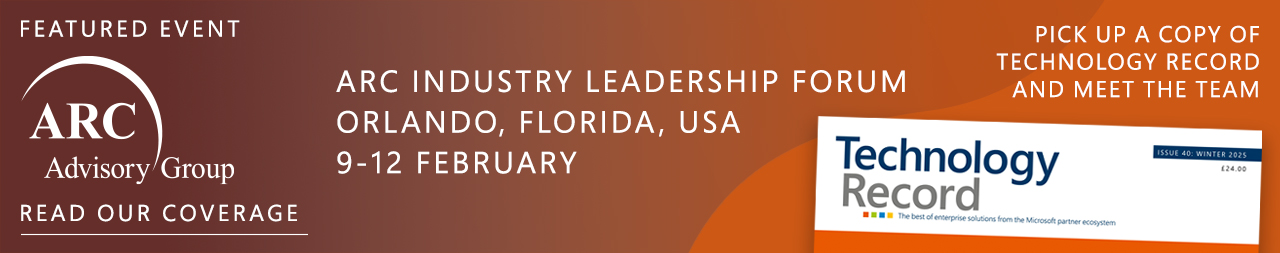 FEATURED EVENT
ARC
Advisory Group
READ OUR COVERAGE
ARC INDUSTRY LEADERSHIP FORUM
ORLANDO, FLORIDA, USA
9-12 FEBRUARY
PICK UP A COPY OF
TECHNOLOGY RECORD
AND MEET THE TEAM
Technology
Record
ISSUE 40: WINTER 2025
£24.00
The best of enterprise solutions from the Microsoft partner ecosystem